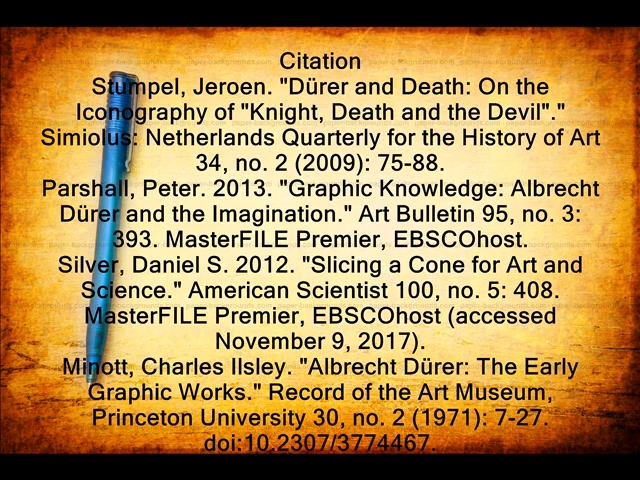 Citation
Stumpel, Jeroen. "Dürer and Death: On the
Iconography of "Knight, Death and the Devil"."
Simiolus: Netherlands Quarterly for the History of Art
34, no. 2 (2009): 75-88.
Parshall, Peter. 2013. "Graphic Knowledge: Albrecht
Dürer and the Imagination." Art Bulletin 95, no. 3:
393. MasterFILE Premier, EBSCOhost.
Silver, Daniel S. 2012. "Slicing a Cone for Art and
Science." American Scientist 100, no. 5: 408.
MasterFILE Premier, EBSCOhost (accessed
November 9, 2017).
Minott, Charles Ilsley. "Albrecht Dürer: The Early
Graphic Works." Record of the Art Museum,
Princeton University 30, no. 2 (1971): 7-27.
doi:10.2307/3774467.